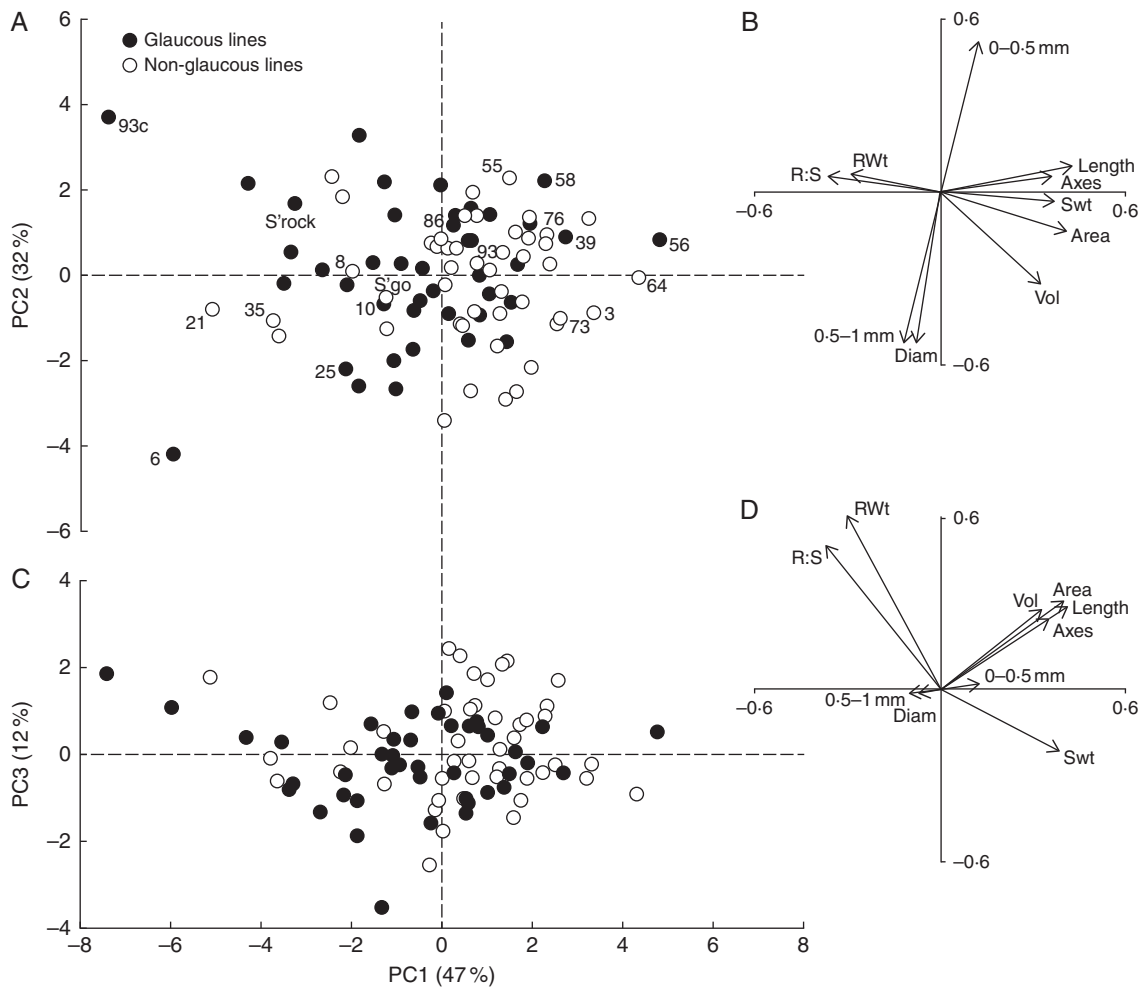 A
6
4
2
0
−2
−4
−6
PC2 (32 %)
Glaucous lines
Non-glaucous lines
93c
S'rock
55
58
86
76
39
56
8
93
S'go
64
10
21
35
3
73
25
6
B
0·6
0–0·5 mm
RWt
R:S
Length
Axes
−0·6
Swt
0·6
Area
Vol
0·5–1 mm
Diam
−0·6
C
4
2
0
−2
−4
PC3 (12 %)
−8
−6
−4
−2
0
2
4
6
8
PC1 (47 %)
D
RWt
0·6
R:S
Area
Vol
Length
Axes
0–0·5 mm
0·5–1 mm
−0·6
0·6
Diam
Swt
−0·6